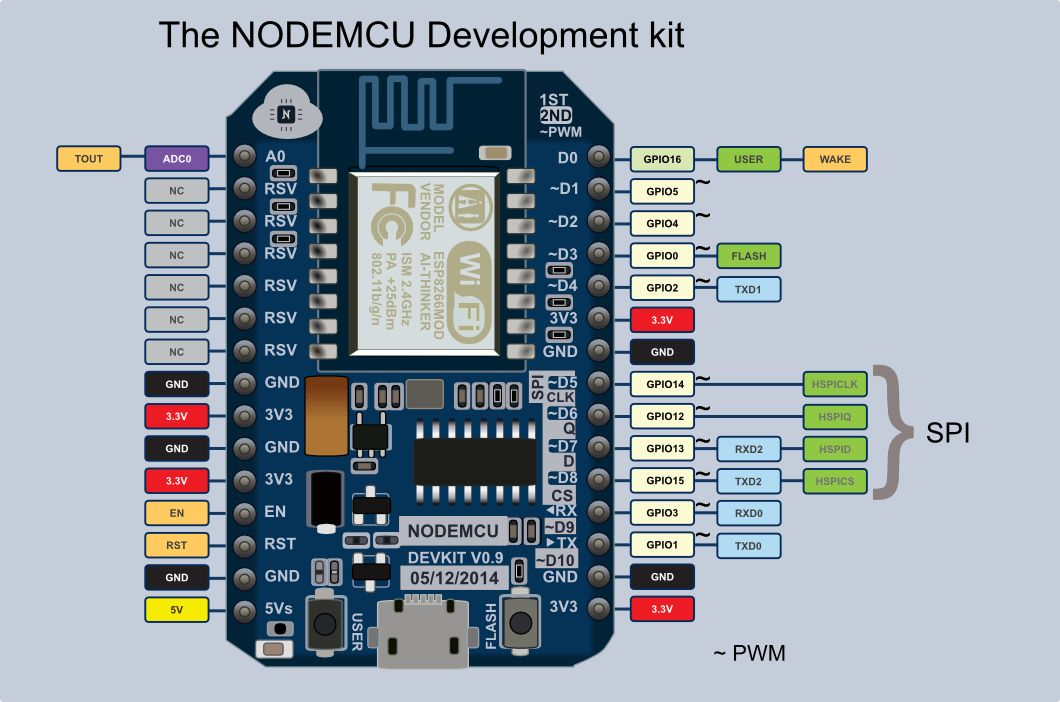 The NODEMCU Development kit
1ST
2ND
~PWM
N
TOUT ADC0 A0
D0 GPIO16 USER WAKE
NC RSV
~D1 GPIO5 ~
NC RSV
~D2 GPIO4 ~
NC RSV
~D3 GPIO0 ~ FLASH
NC RSV
~D4 GPIO2 TXD1
NC RSV
3V3 3.3V
NC RSV
GND GND
GND GND
SPI
~D5 GPIO14 ~ HSPICLK
CLK
3.3V 3V3
~D6 GPIO12 ~ HSPIQ
Q
GND GND
~D7 GPIO13 ~ RXD2 HSPID
D
3.3V 3V3
~D8 GPIO15 ~ TXD2 HSPICS
CS
SPI
EN EN
RX GPIO3 ~ RXD0
~D9
RST RST
TX GPIO1 ~ TXD0
~D10
GND GND
GND GND
5V 5Vs
3V3 3.3V
MODEL ESP8266MOD
VENDOR AI-THINKER
AI
WiFi
FC
ISM 2.4GHz
PA +25dBm
802.11b/g/n
NODEMCU
DEVKIT V0.9
05/12/2014
USER
FLASH
~ PWM